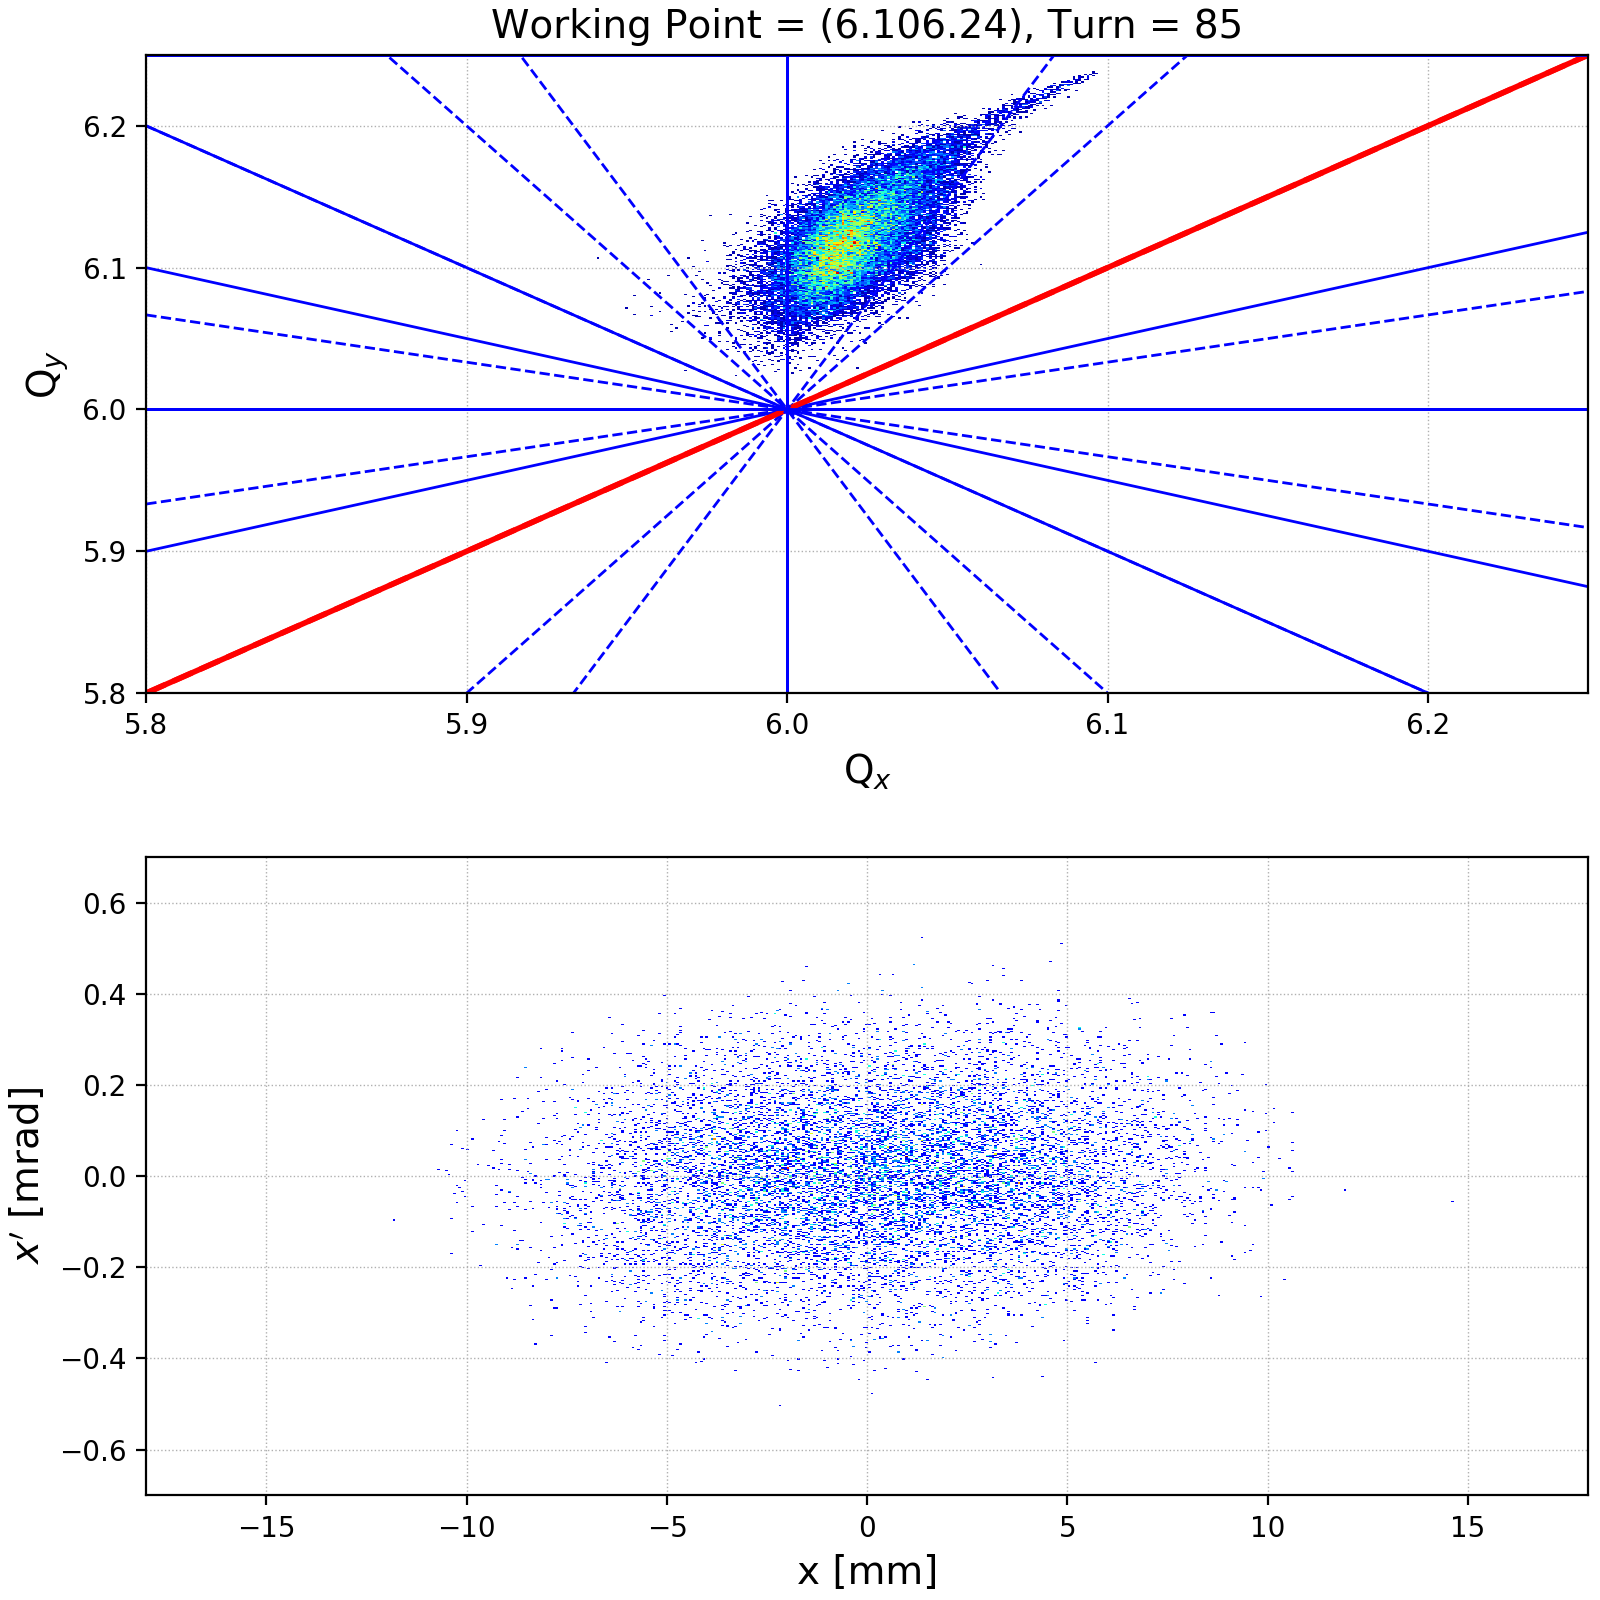 Working Point = (6.106.24), Turn = 85
6.2
6.1
6.0
5.9
5.8
Qy
5.8 5.9 6.0 6.1 6.2
Qx
0.6
0.4
0.2
0.0
−0.2
−0.4
−0.6
x′ [mrad]
−15 −10 −5 0 5 10 15
x [mm]